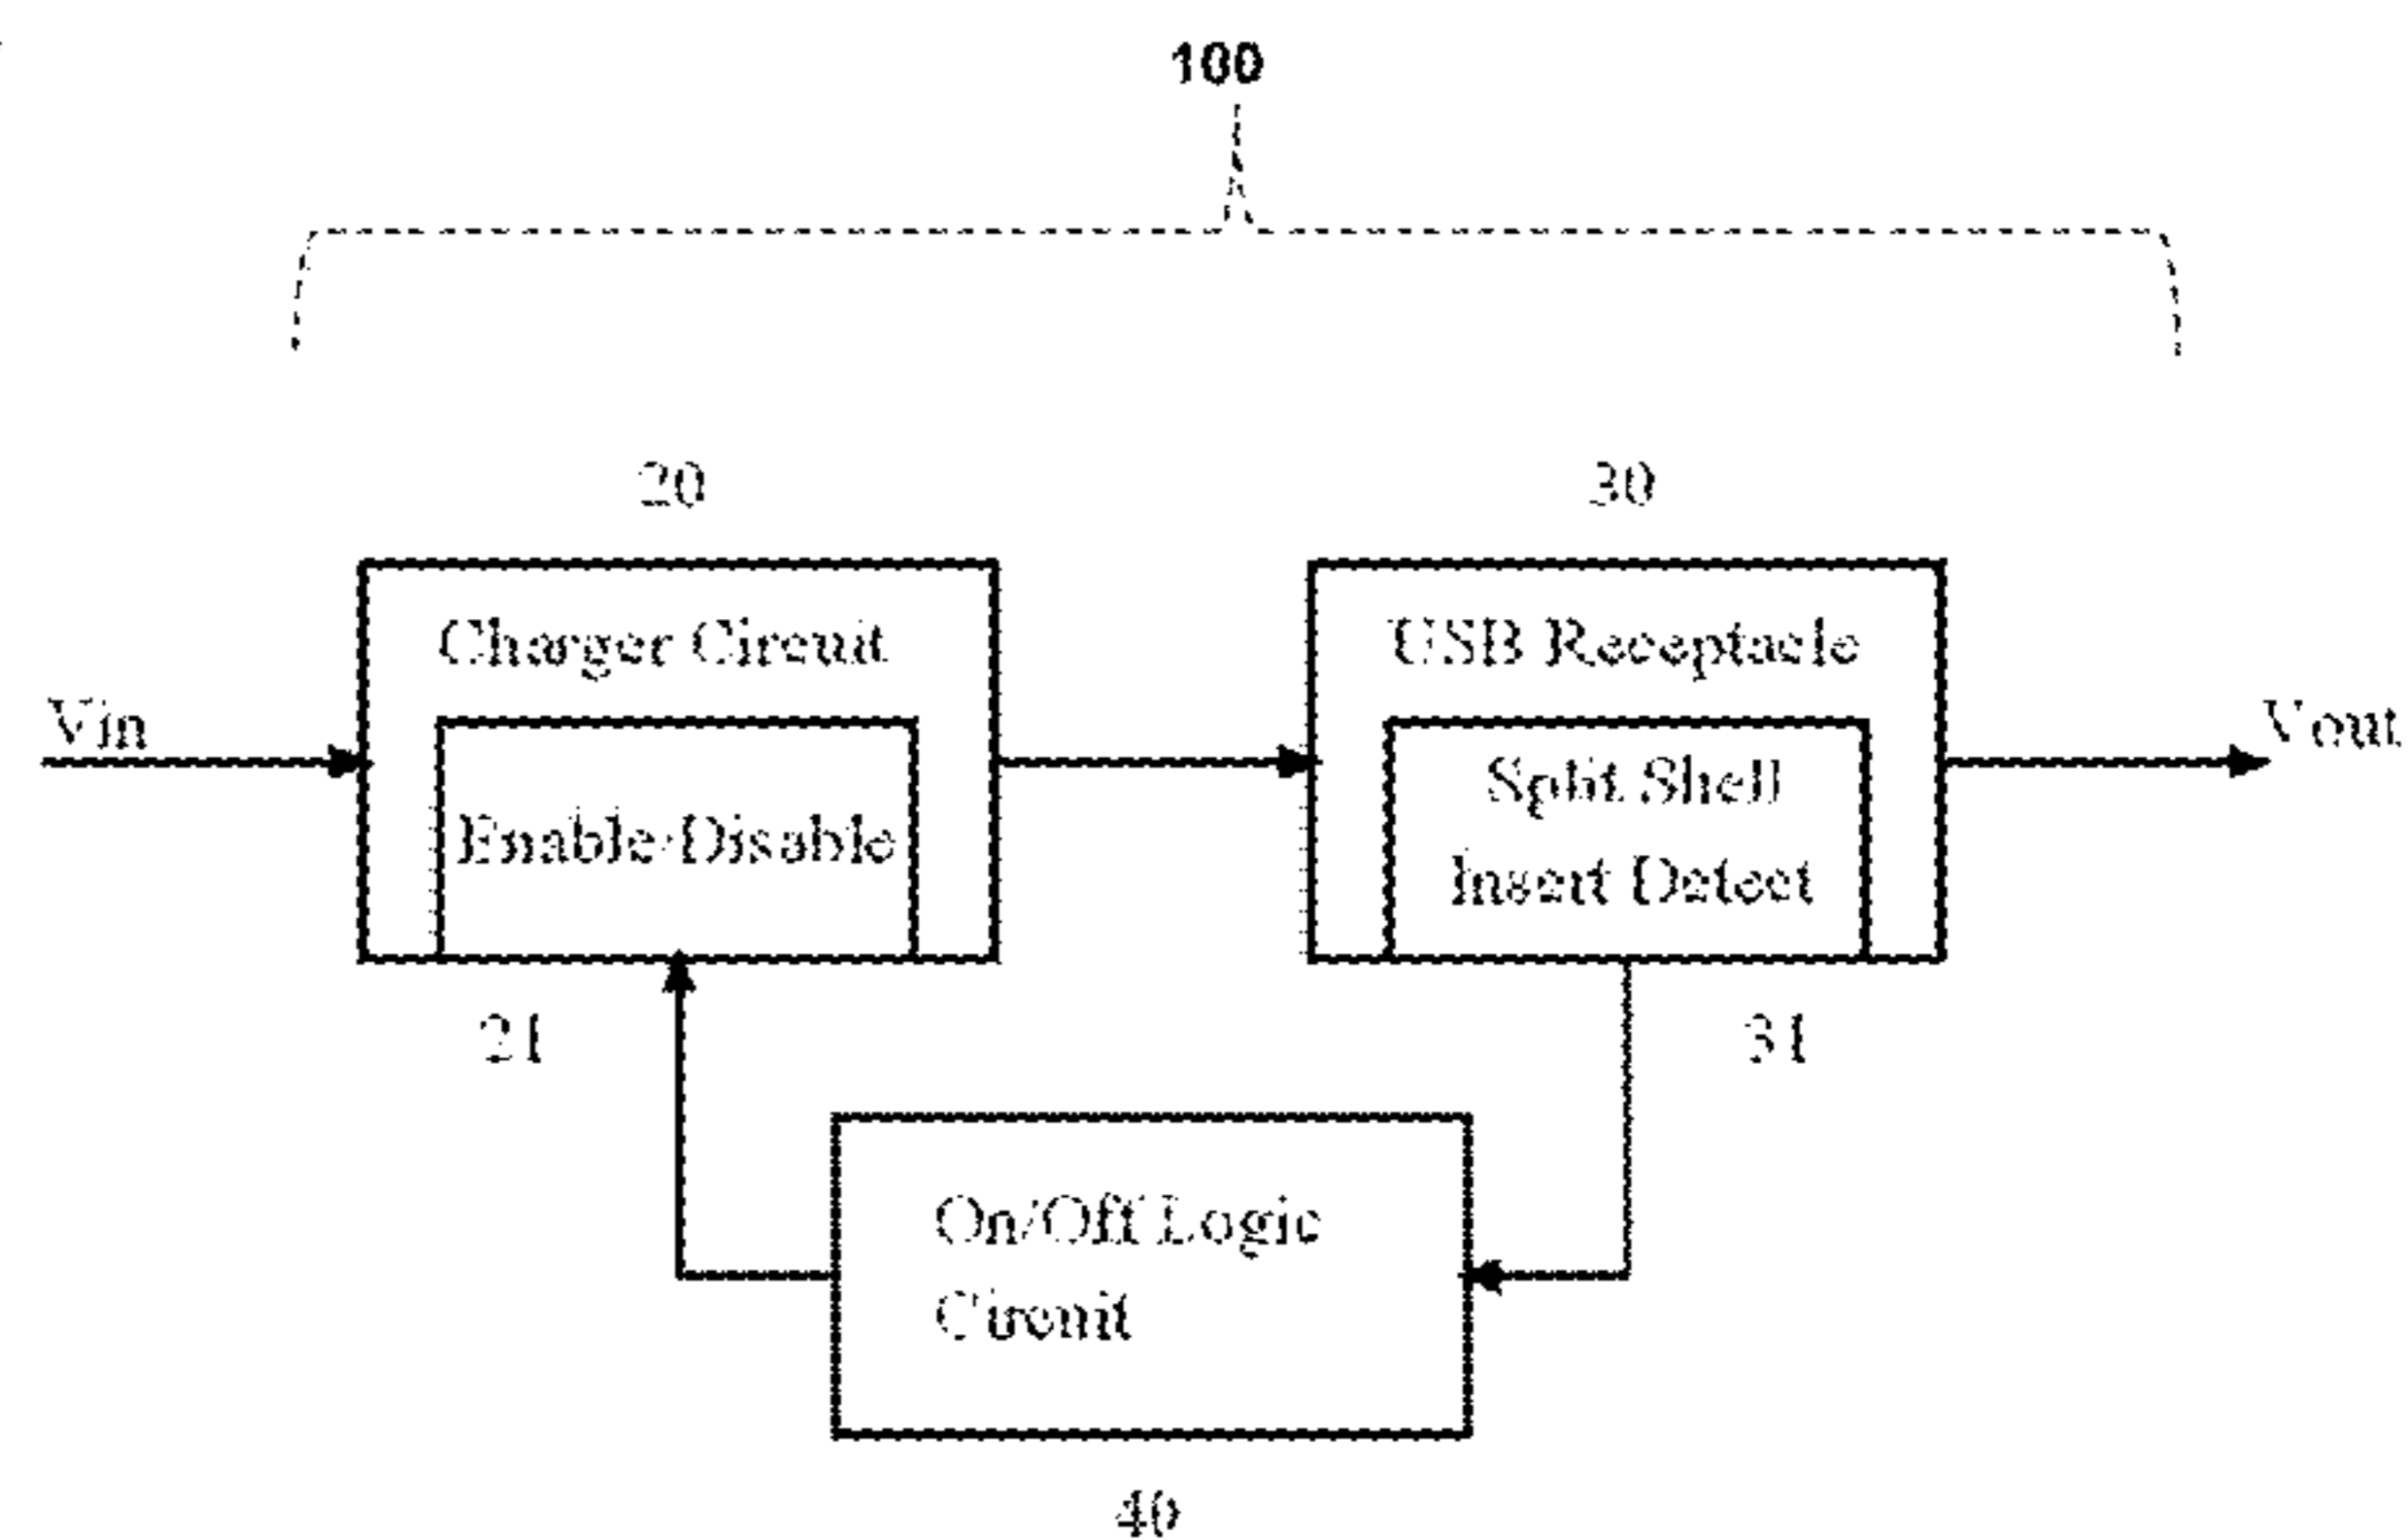 100
20
30
Charger Circuit
USB Receptacle
Vin
Vout
Enable/Disable
Split Shell
Insert Detect
21
31
On/Off Logic
Circuit
40